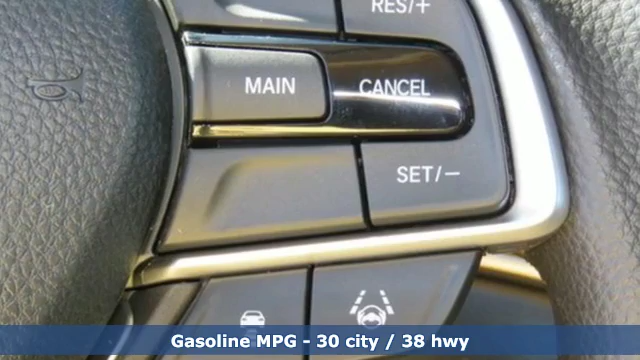 RES/+
MAIN
CANCEL
SET/−
Gasoline MPG - 30 city / 38 hwy